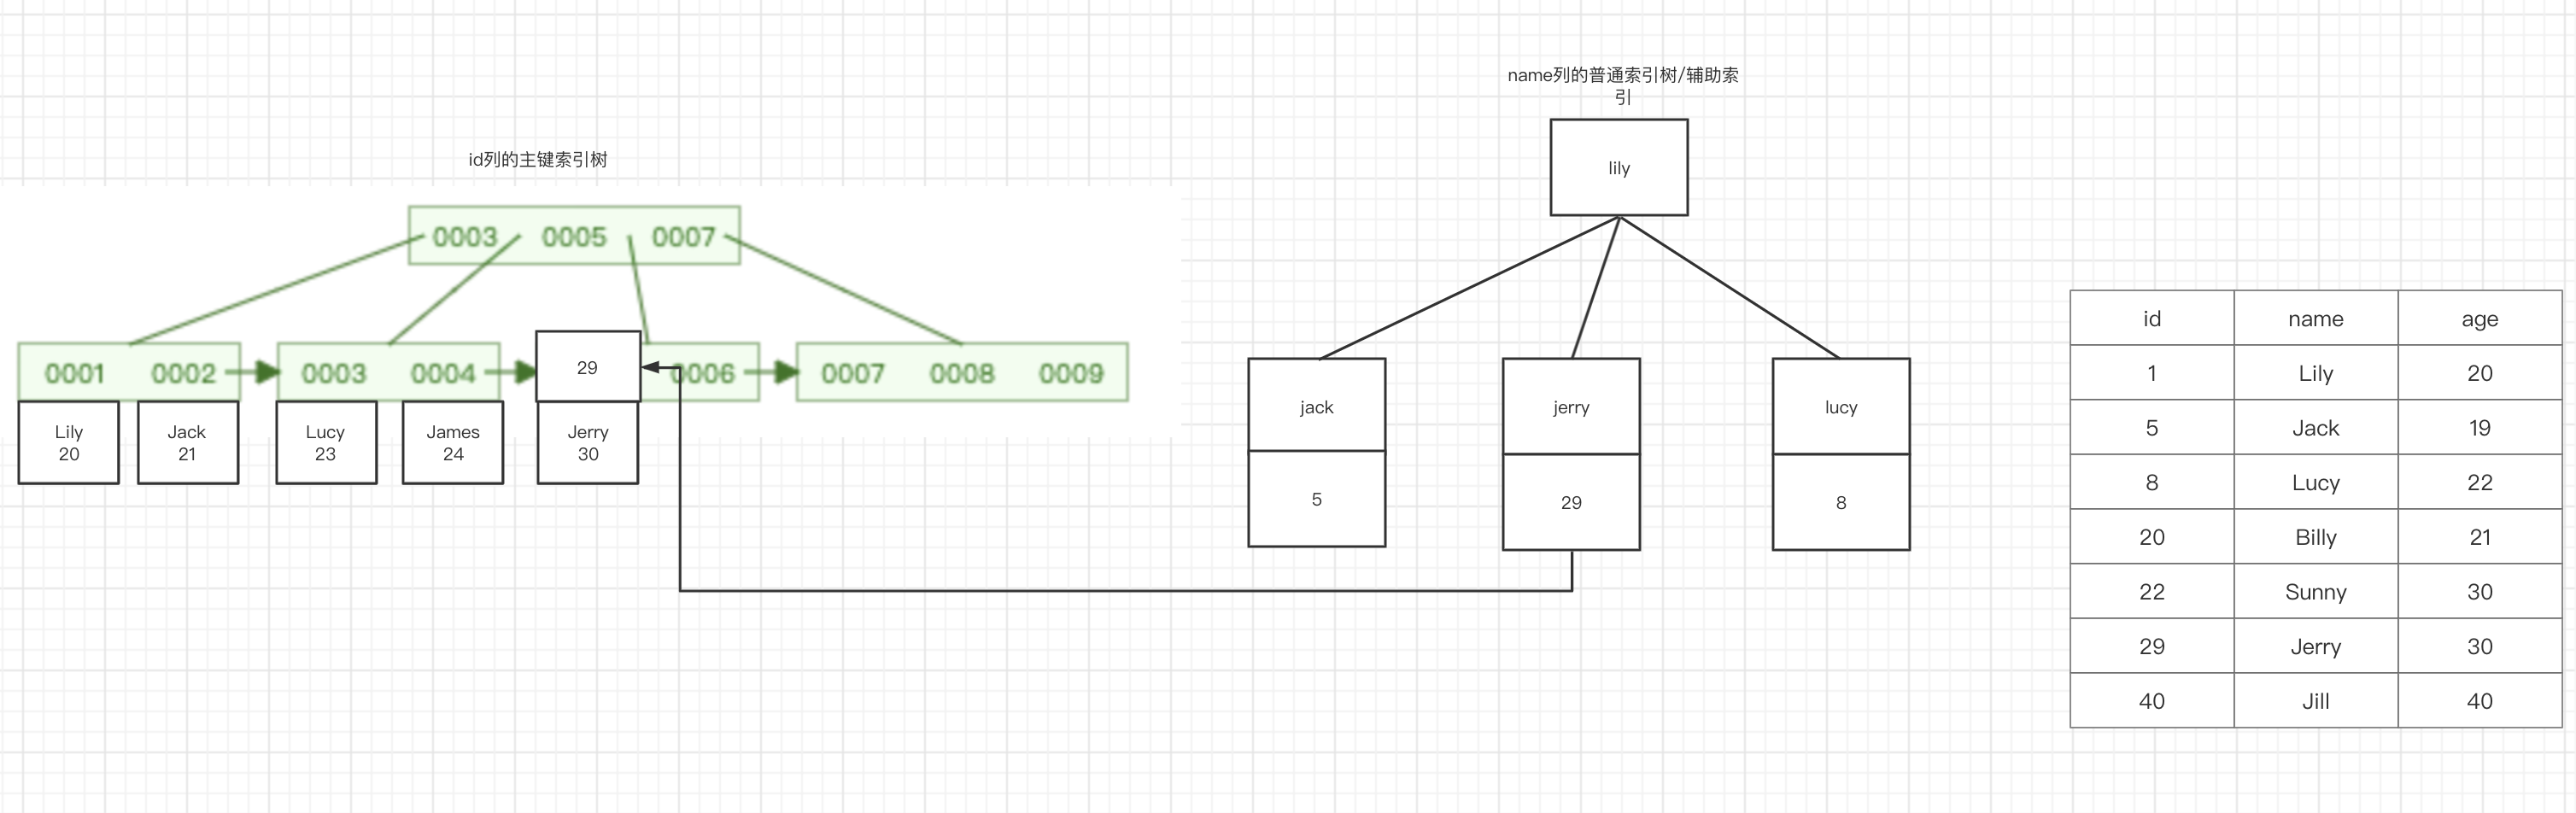 name列的普通索引树/辅助索
引
id列的主键索引树
lily
0003 0005 0007
0001 0002
0003 0004
29
0006
0007 0008 0009
Lily
20
Jack
21
Lucy
23
James
24
Jerry
30
jack
5
jerry
29
lucy
8
id name age
1 Lily 20
5 Jack 19
8 Lucy 22
20 Billy 21
22 Sunny 30
29 Jerry 30
40 Jill 40